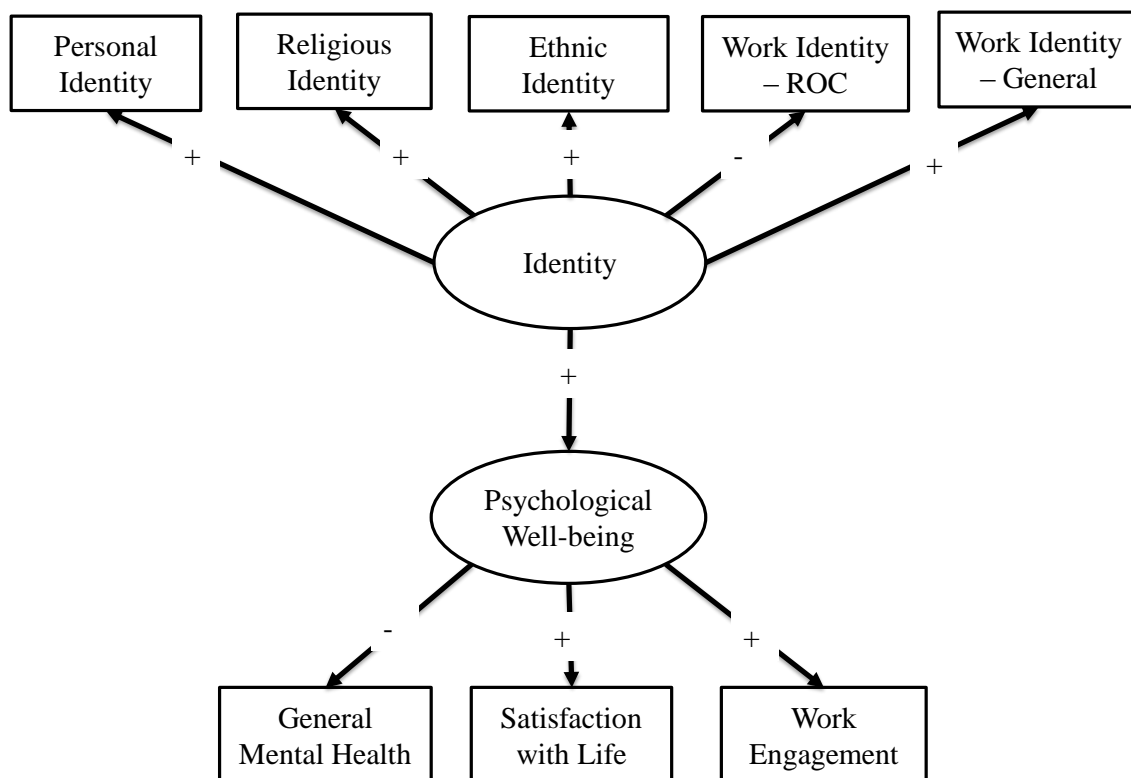 Personal
Identity
Religious
Identity
Ethnic
Identity
Work Identity
– ROC
Work Identity
– General
+
+
+
-
+
Identity
+
Psychological
Well-being
-
+
+
General
Mental Health
Satisfaction
with Life
Work
Engagement